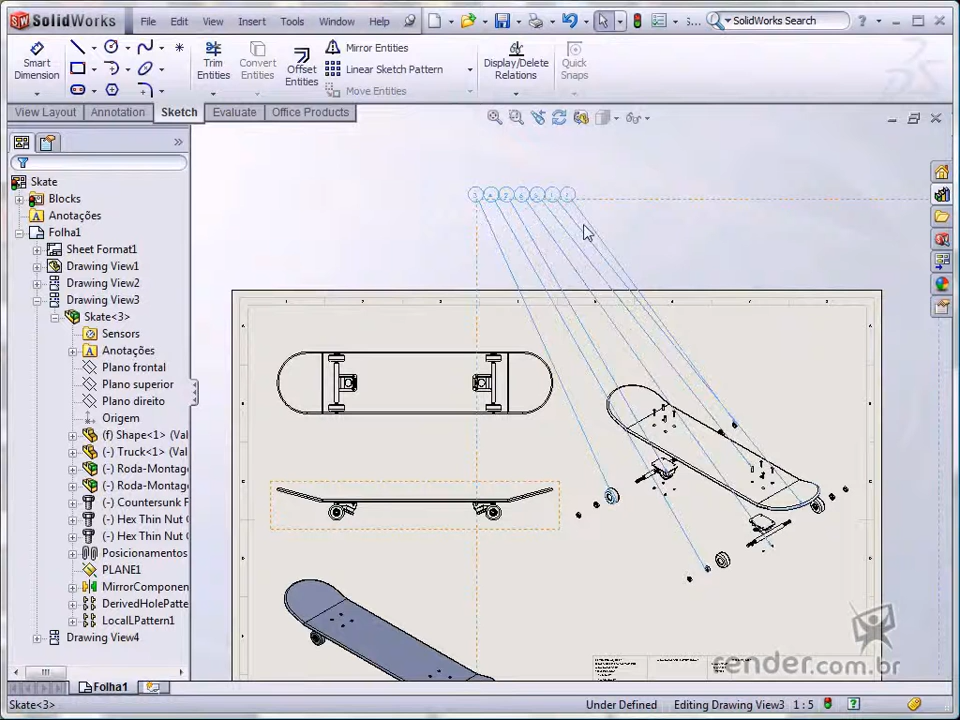 SolidWorks File Edit View Insert Tools Window Help S... SolidWorks Search
Smart Dimension
Trim Entities
Convert Entities
Offset Entities
Mirror Entities
Linear Sketch Pattern
Move Entities
Display/Delete Relations
Quick Snaps
View Layout Annotation Sketch Evaluate Office Products
Skate
Blocks
Anotações
Folha1
Sheet Format1
Drawing View1
Drawing View2
Drawing View3
Skate<3>
Sensors
Anotações
Plano frontal
Plano superior
Plano direito
Origem
(f) Shape<1> (Val
(-) Truck<1> (Val
(-) Roda-Montage
(-) Roda-Montage
(-) Countersunk F
(-) Hex Thin Nut G
(-) Hex Thin Nut G
Posicionamentos
PLANE1
MirrorComponen
DerivedHolePatte
LocalLPattern1
Drawing View4
render.com.br
Folha1
Skate<3> Under Defined Editing Drawing View3 1 : 5